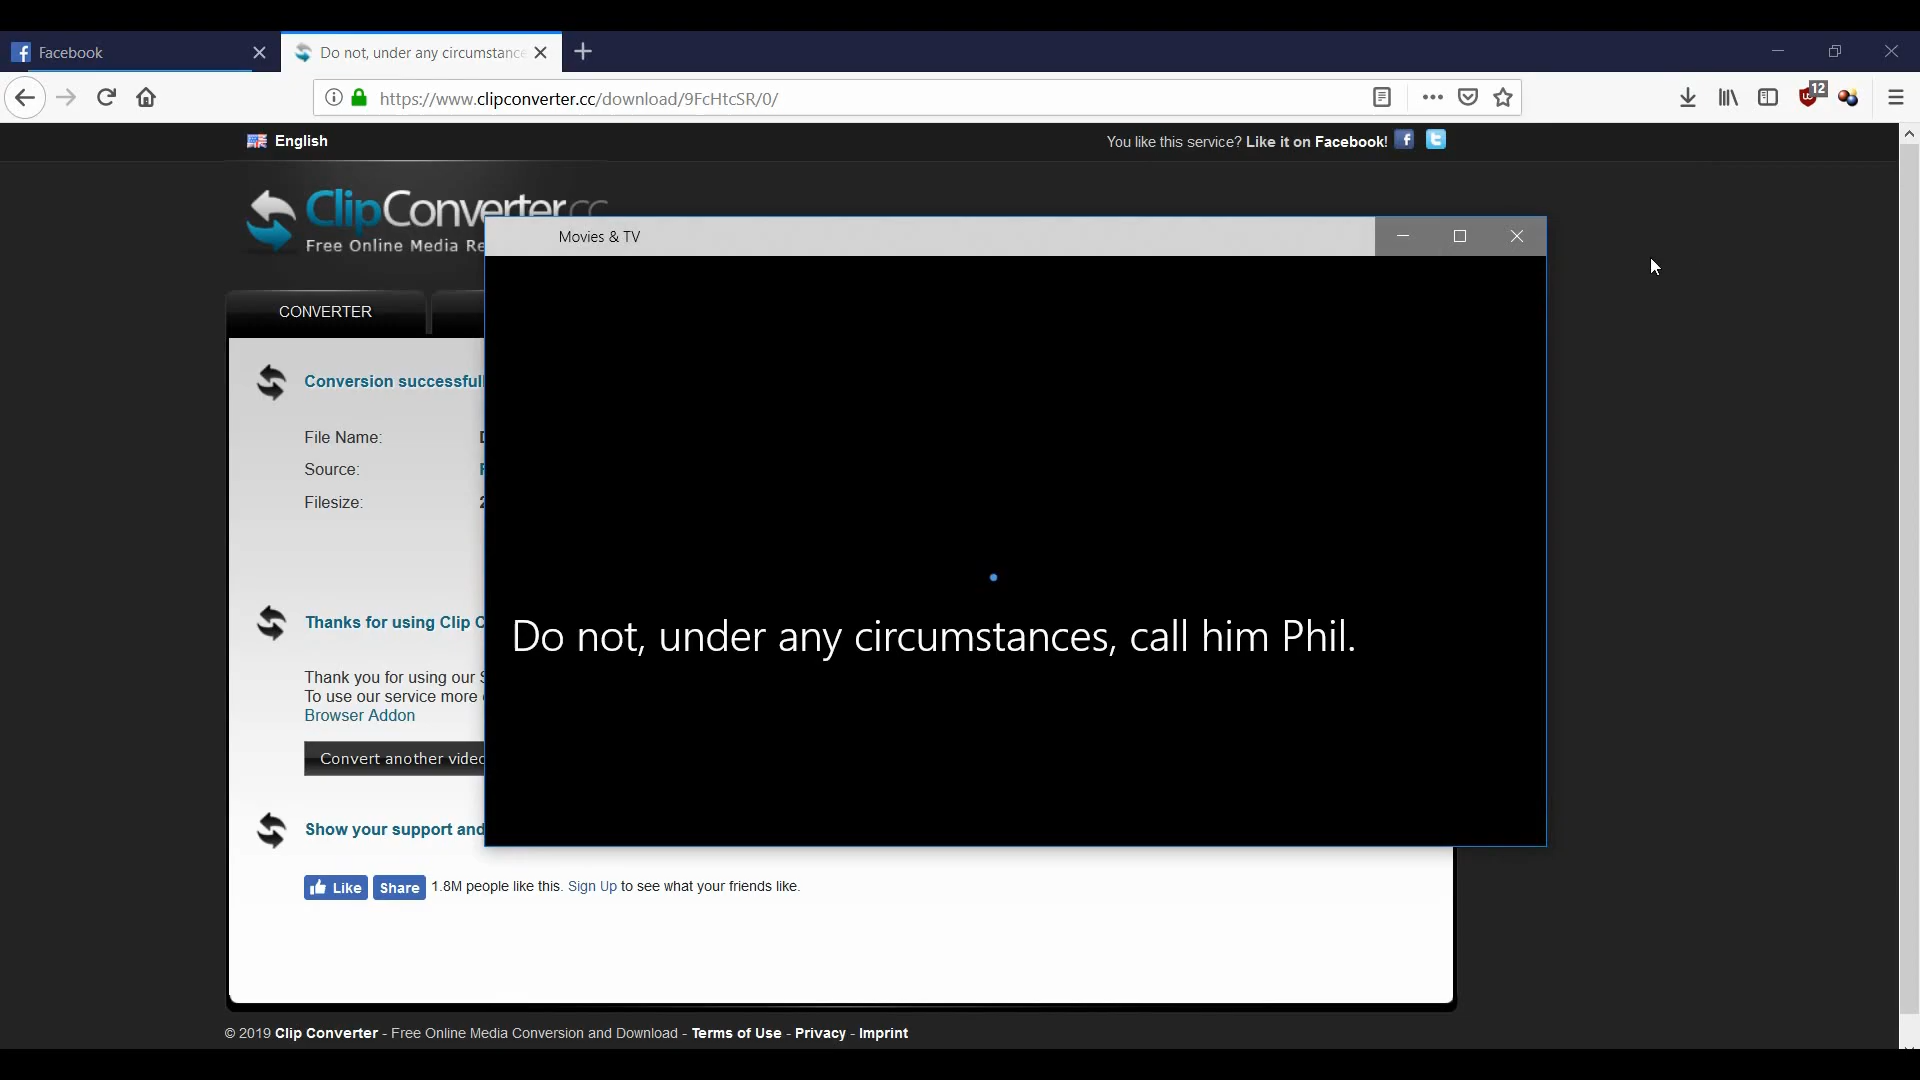 Facebook
Do not, under any circumstance
https://www.clipconverter.cc/download/9FcHtcSR/0/
12
English
You like this service? Like it on Facebook!
ClipConverter.cc
Free Online Media Re
Movies & TV
CONVERTER
Conversion successful
File Name:
Source:
Filesize:
Do not, under any circumstances, call him Phil.
Thanks for using Clip C
Thank you for using our S
To use our service more
Browser Addon
Convert another video
Show your support and
Like Share 1.8M people like this. Sign Up to see what your friends like.
© 2019 Clip Converter - Free Online Media Conversion and Download - Terms of Use - Privacy - Imprint